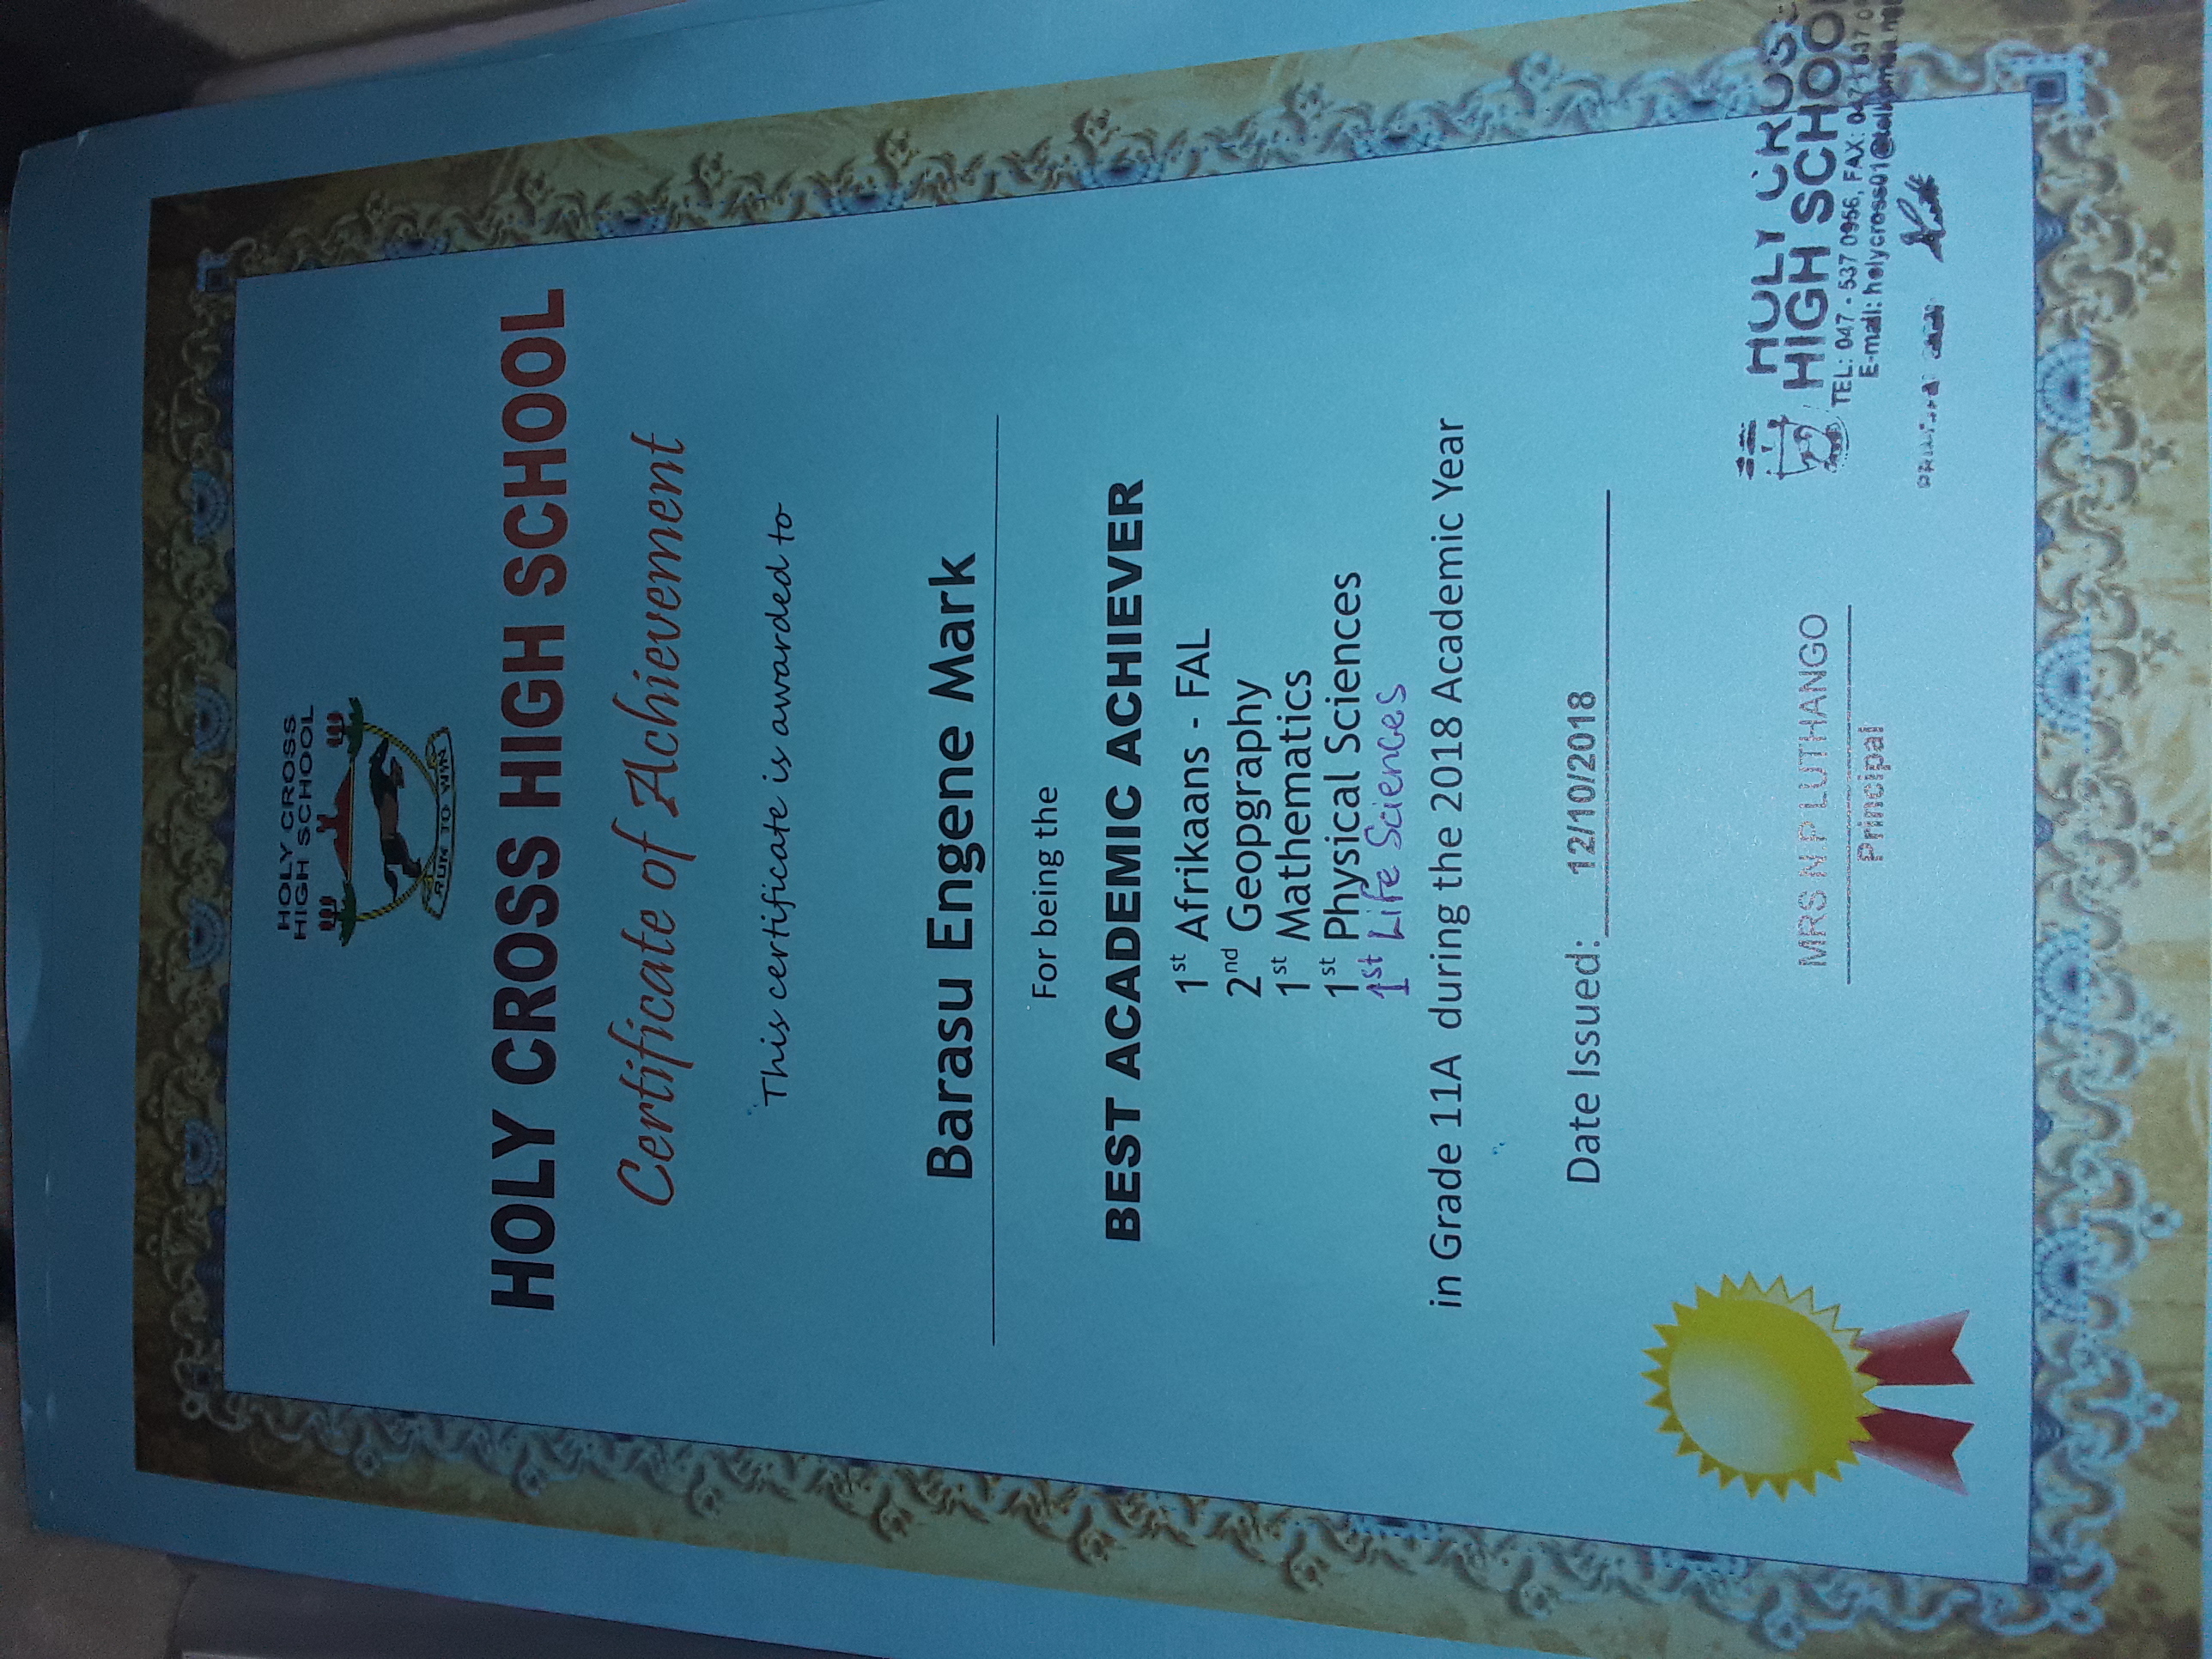 HOLY CROSS
HIGH SCHOOL
RUN TO WIN
HOLY CROSS HIGH SCHOOL
Certificate of Achievement
This certificate is awarded to
Barasu Engene Mark
For being the
BEST ACADEMIC ACHIEVER
1st Afrikaans - FAL
2nd Geopgraphy
1st Mathematics
1st Physical Sciences
1st Life Sciences
in Grade 11A during the 2018 Academic Year
Date Issued: 12/10/2018
MRS N P LUTHANGO
Principal
HOLY CROSS
HIGH SCHOOL
TEL: 047 - 537 0956, FAX:
E-mail: